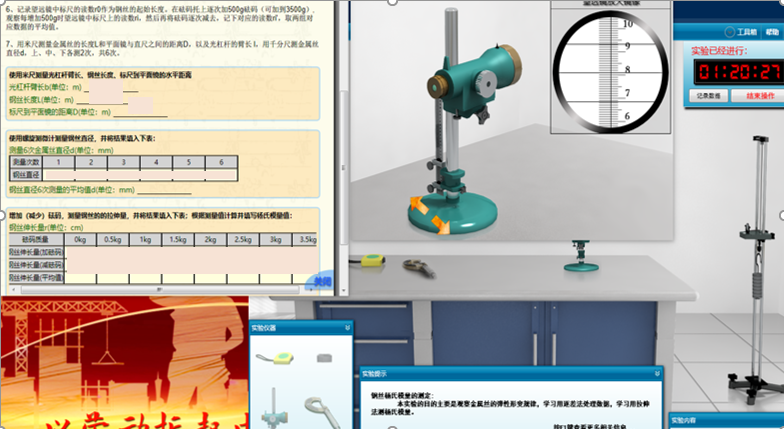 6、记录望远镜中标尺的读数r0作为钢丝的起始长度。在砝码托上逐次加500g砝码（可加到3500g），
观察每增加500g时望远镜中标尺上的读数ri，然后再将砝码逐次减去，记下对应的读数ri'，取两组对
应数据的平均值。
7、用米尺测量金属丝的长度L和平面镜与直尺之间的距离D，以及光杠杆的臂长b，用千分尺测金属丝
直径d，上、中、下各测2次，共6次。
使用米尺测量光杠杆臂长，钢丝长度，标尺到平面镜的水平距离
光杠杆臂长b(单位：m)
钢丝长度L(单位：m)
标尺到平面镜的距离D(单位：m)
使用螺旋测微计测量钢丝直径，并将结果填入下表：
测量6次金属丝直径d(单位：mm)
测量次数 1 2 3 4 5 6
钢丝直径
钢丝直径6次测量的平均值d(单位：mm)
增加（减少）砝码，测量钢丝的的拉伸量，并将结果填入下表：根据测量值计算并填写杨氏模量值：
钢丝伸长量r(单位：cm)
砝码质量 0kg 0.5kg 1kg 1.5kg 2kg 2.5kg 3kg 3.5kg
钢丝伸长量(加砝码)
钢丝伸长量(减砝码)
钢丝伸长量(平均值)
关闭
10
9
8
7
6
工具箱 帮助
实验已经进行：
01:20:27
记录数据 结束操作
实验仪器
实验提示
钢丝杨氏模量的测定：
本实验的目的主要是观察金属丝的弹性形变规律，学习用逐差法处理数据，学习用拉伸
法测杨氏模量。
实验内容